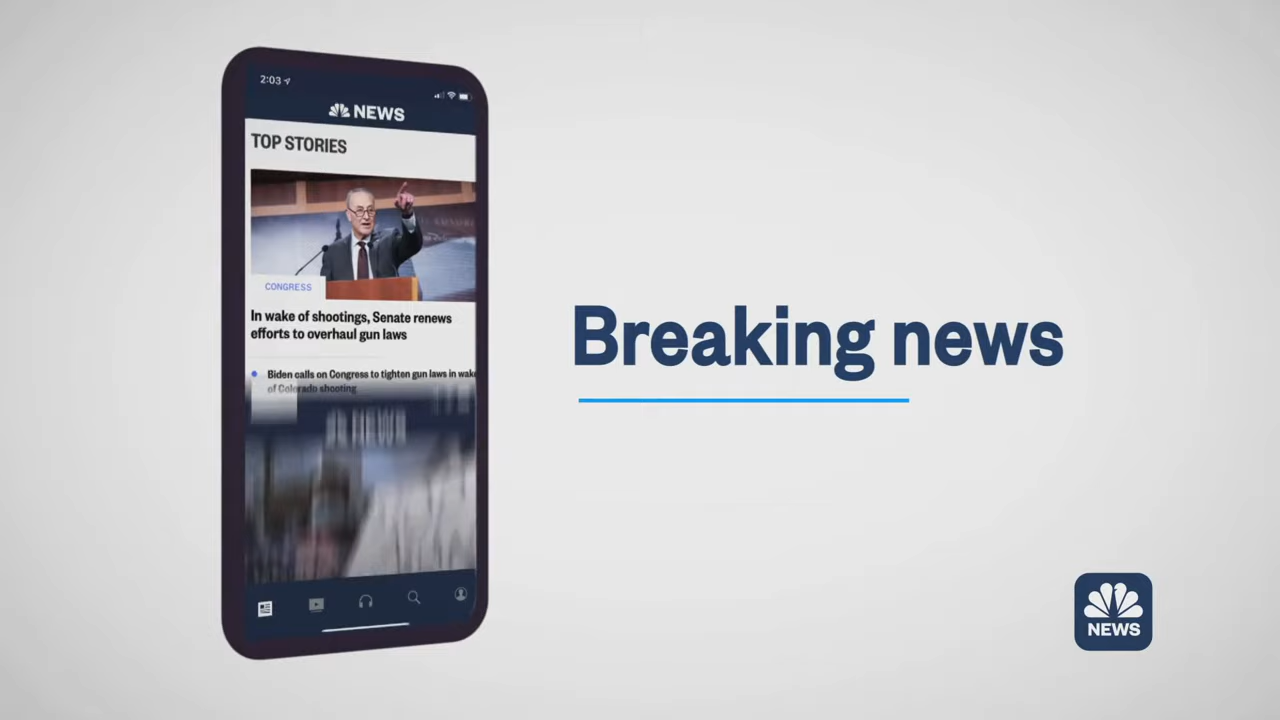 2:03
NEWS
TOP STORIES
CONGRESS
In wake of shootings, Senate renews
efforts to overhaul gun laws
Biden calls on Congress to tighten gun laws in wake
of Colorado shooting
NEWS
Breaking news
NEWS